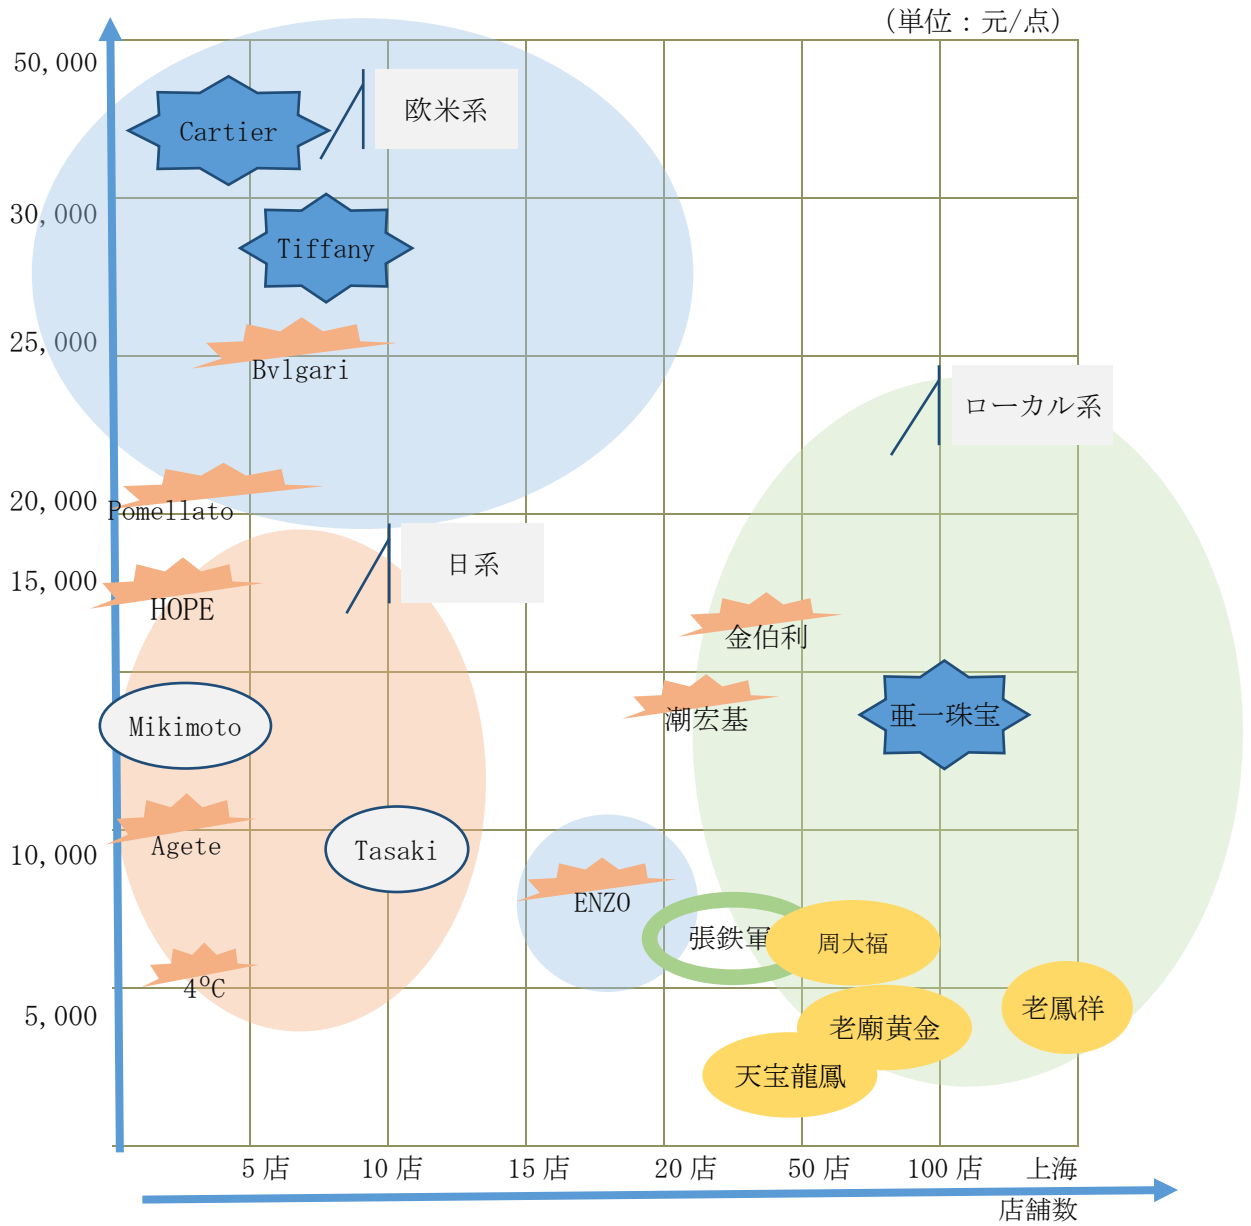 （単位：元/点）
50,000
欧米系
Cartier
30,000
Tiffany
25,000
Bvlgari
ローカル系
20,000
Pomellato
日系
15,000
HOPE
金伯利
潮宏基
亜一珠宝
Mikimoto
Agete
Tasaki
10,000
ENZO
張鉄軍
周大福
4℃
5,000
老鳳祥
老廟黄金
天宝龍鳳
5店 10店 15店 20店 50店 100店 上海
店舗数